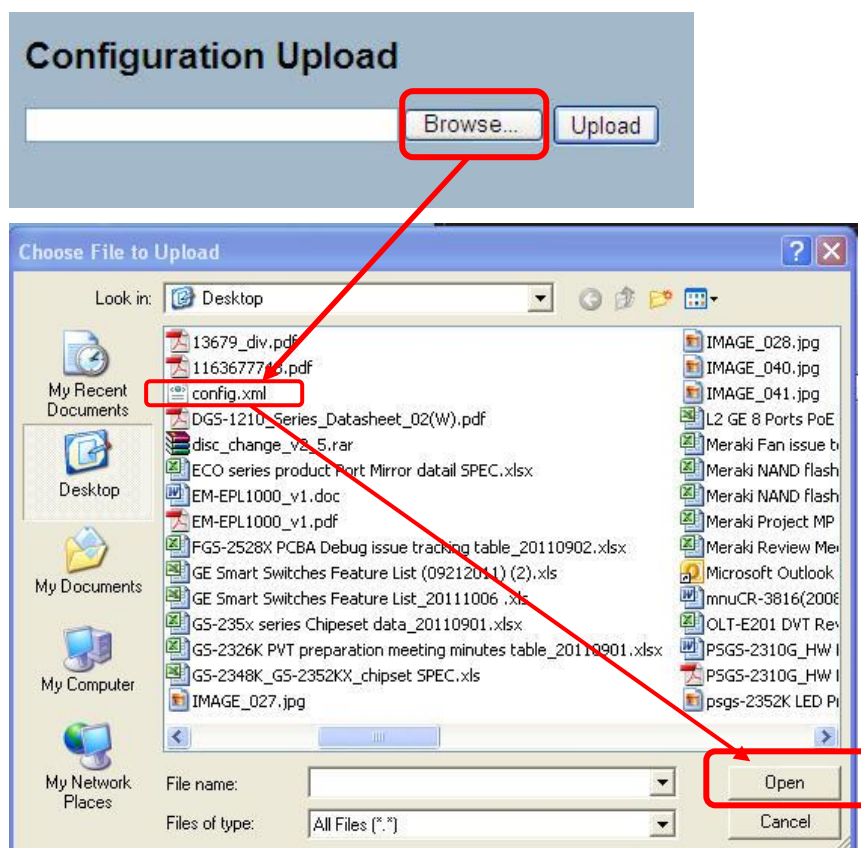 Configuration Upload
Browse... Upload
Choose File to Upload
Look in: Desktop
My Recent Documents
Desktop
My Documents
My Computer
My Network Places
13679_div.pdf
config.xml
DGS-1210_Series_Datasheet_02(W).pdf
disc_change_v2_5.rar
ECO series product Port Mirror datail SPEC.xlsx
EM-EPL1000_v1.doc
EM-EPL1000_v1.pdf
FGS-2528X PCBA Debug issue tracking table_20110902.xlsx
GE Smart Switches Feature List (09212011) (2).xls
GE Smart Switches Feature List_20111006 .xls
GS-235x series Chipeset data_20110901.xlsx
GS-2326K PVT preparation meeting minutes table_20110901.xlsx
GS-2348K_GS-2352KX_chipset SPEC.xls
IMAGE_027.jpg
IMAGE_028.jpg
IMAGE_040.jpg
IMAGE_041.jpg
L2 GE 8 Ports PoE
Meraki Fan issue
Meraki NAND flash
Meraki NAND flash
Meraki Project MP
Meraki Review
Microsoft Outlook
mnuCR-3816(2008
OLT-E201 DVT
PSGS-2310G_HW
PSGS-2310G_HW
psgs-2352K LED
File name:
Open
Files of type: All Files (*.*)
Cancel